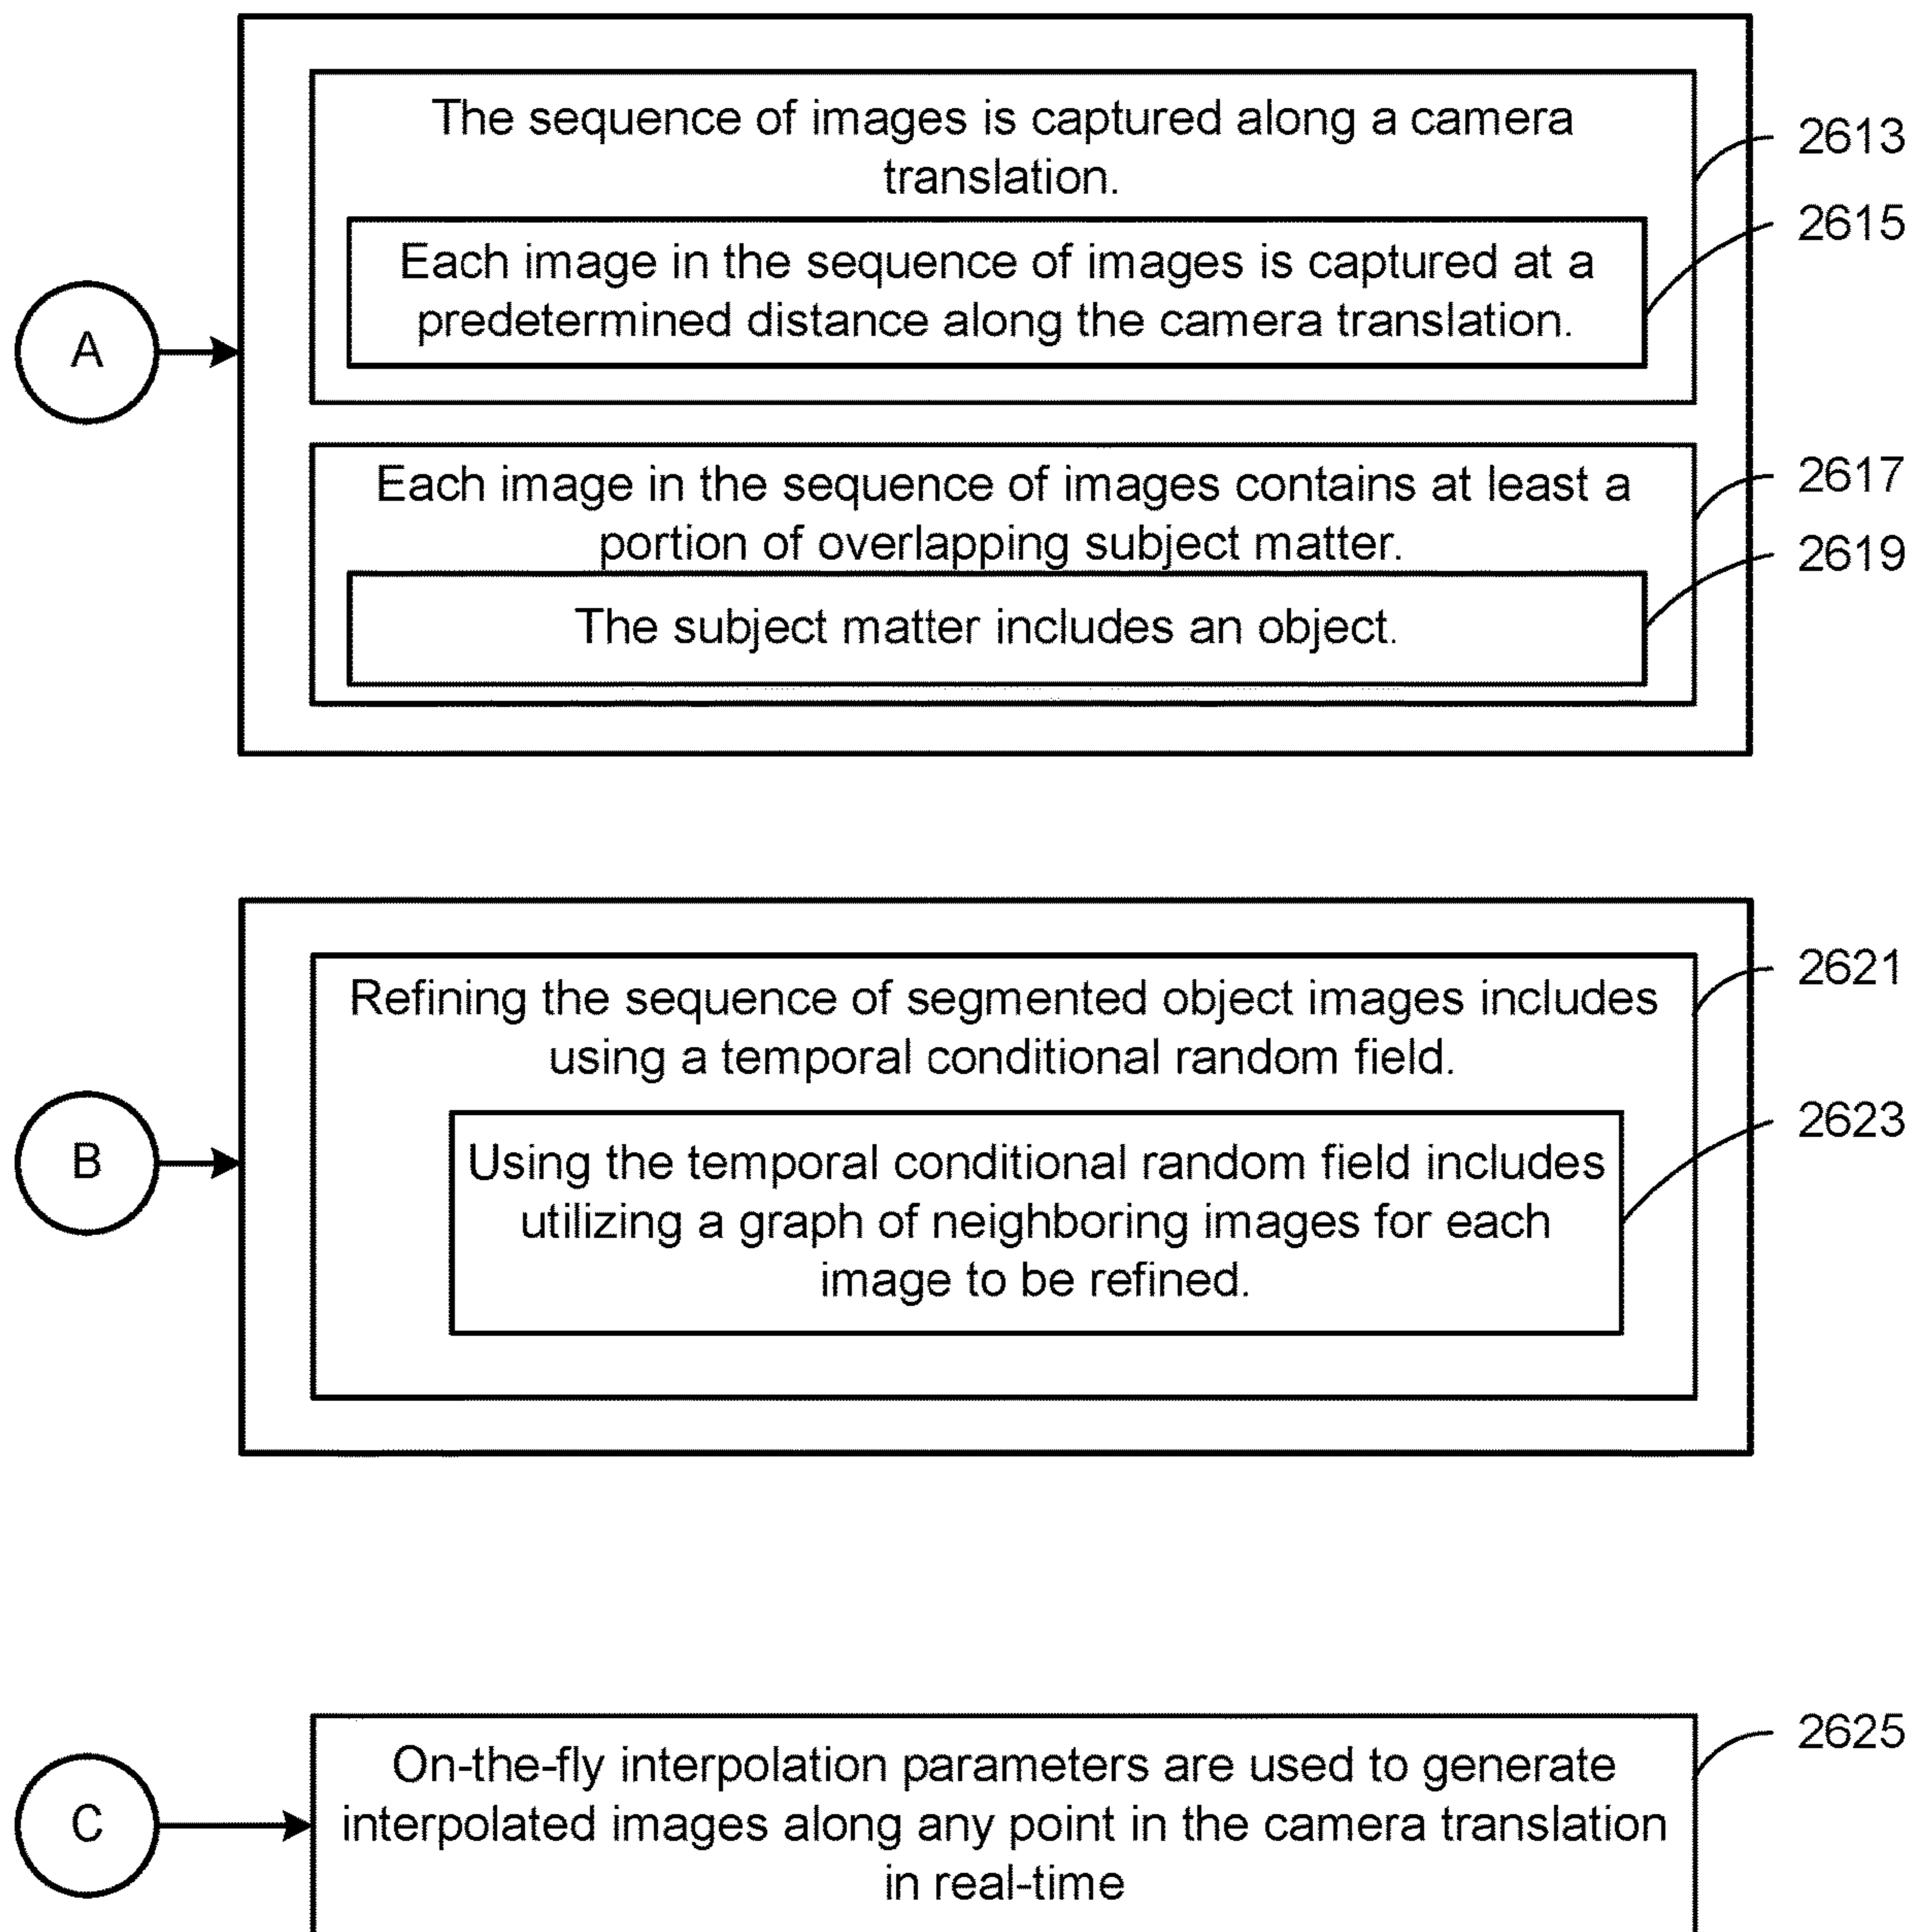 The sequence of images is captured along a camera
translation.
2613
Each image in the sequence of images is captured at a
predetermined distance along the camera translation.
2615
A
Each image in the sequence of images contains at least a
portion of overlapping subject matter.
2617
The subject matter includes an object.
2619
Refining the sequence of segmented object images includes
using a temporal conditional random field.
2621
B
Using the temporal conditional random field includes
utilizing a graph of neighboring images for each
image to be refined.
2623
C
On-the-fly interpolation parameters are used to generate
interpolated images along any point in the camera translation
in real-time
2625